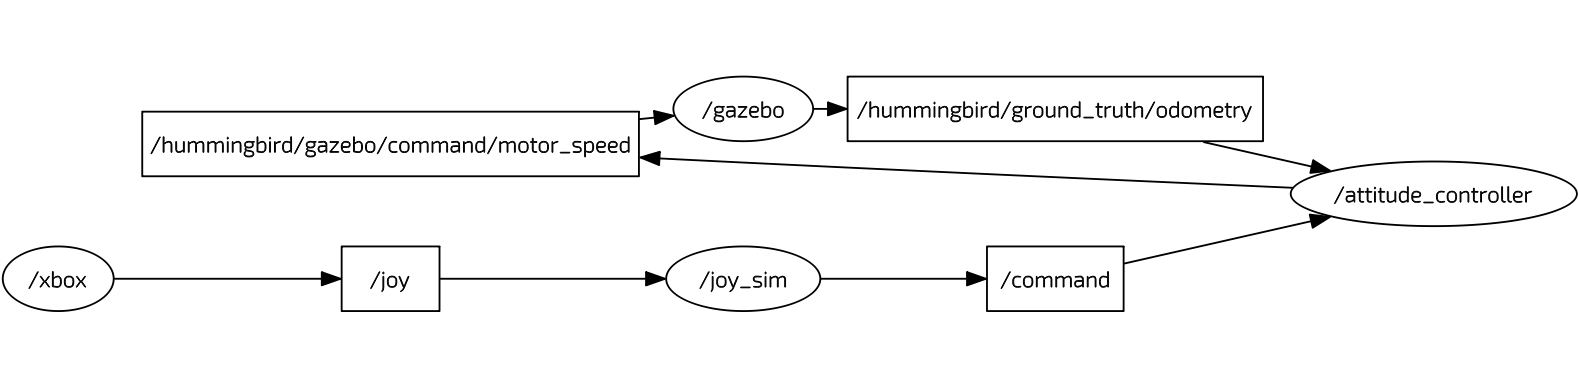 /gazebo
/hummingbird/ground_truth/odometry
/hummingbird/gazebo/command/motor_speed
/attitude_controller
/xbox
/joy
/joy_sim
/command